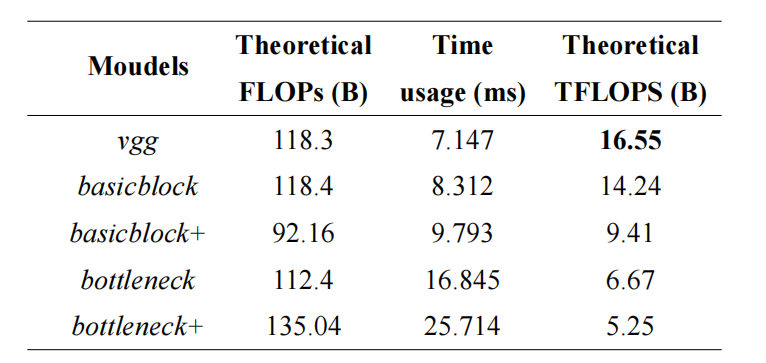 Moudels Theoretical FLOPs (B) Time usage (ms) Theoretical TFLOPS (B)
vgg 118.3 7.147 16.55
basicblock 118.4 8.312 14.24
basicblock+ 92.16 9.793 9.41
bottleneck 112.4 16.845 6.67
bottleneck+ 135.04 25.714 5.25